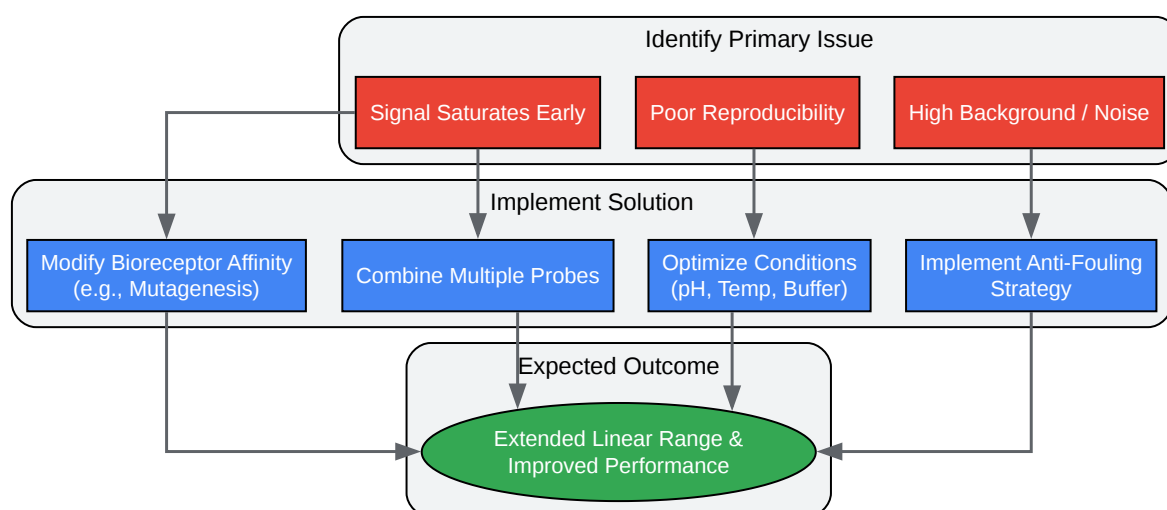 Identify Primary Issue
Signal Saturates Early
Poor Reproducibility
High Background / Noise
Implement Solution
Modify Bioreceptor Affinity
(e.g., Mutagenesis)
Combine Multiple Probes
Optimize Conditions
(pH, Temp, Buffer)
Implement Anti-Fouling
Strategy
Expected Outcome
Extended Linear Range &
Improved Performance